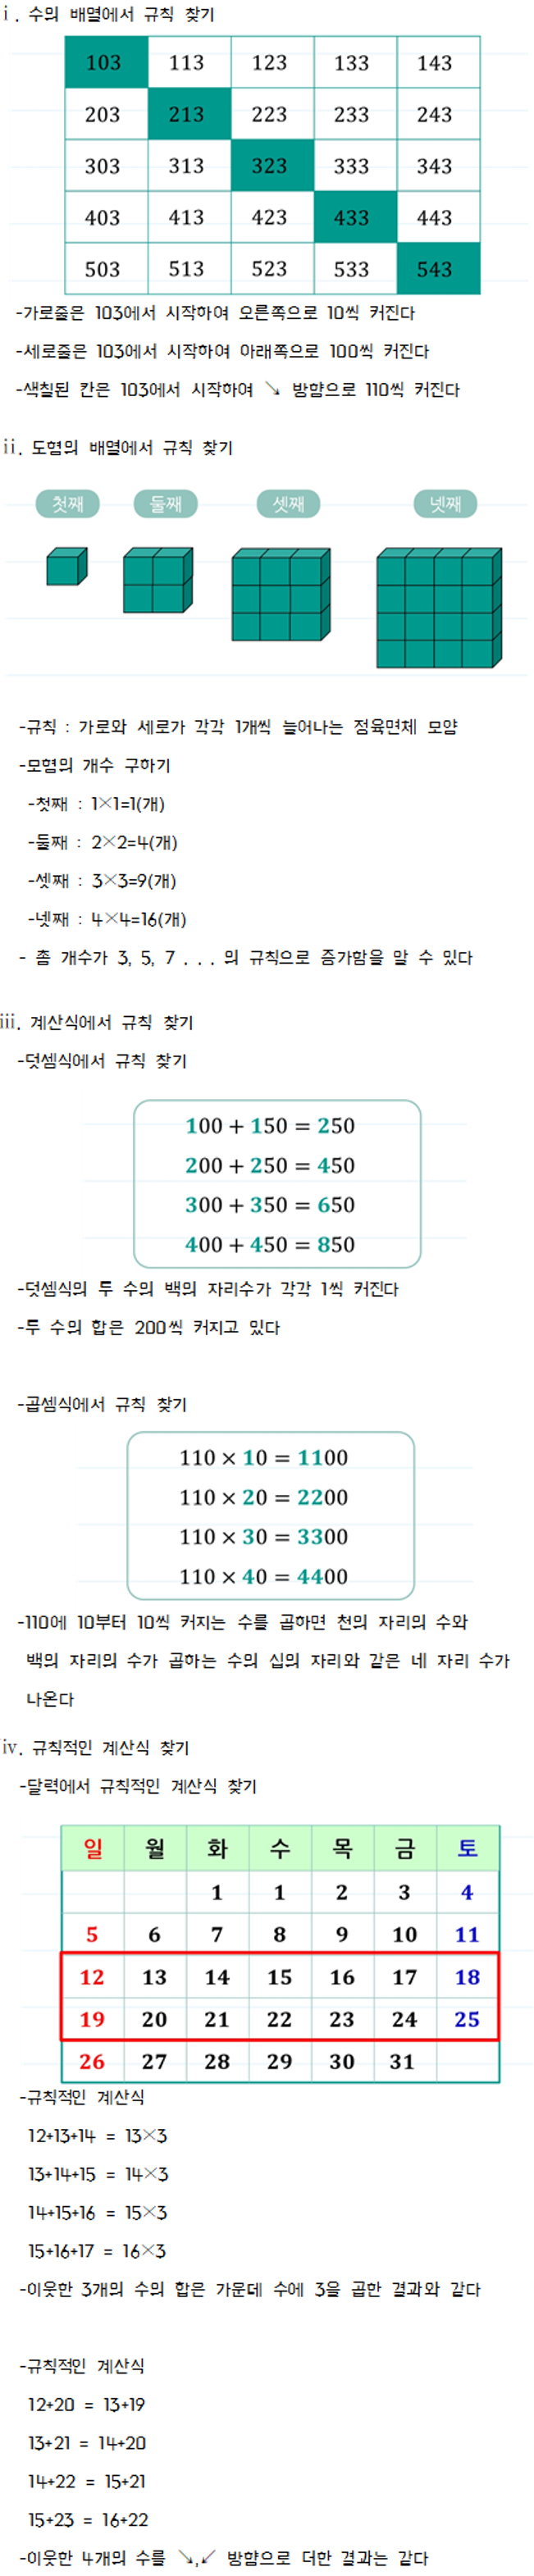 ⅰ. 수의 배열에서 규칙 찾기
103 113 123 133 143
203 213 223 233 243
303 313 323 333 343
403 413 423 433 443
503 513 523 533 543
-가로줄은 103에서 시작하여 오른쪽으로 10씩 커진다
-세로줄은 103에서 시작하여 아래쪽으로 100씩 커진다
-색칠된 칸은 103에서 시작하여 ↘ 방향으로 110씩 커진다
ⅱ. 도형의 배열에서 규칙 찾기
첫째 둘째 셋째 넷째
-규칙 : 가로와 세로가 각각 1개씩 늘어나는 정육면체 모양
-모형의 개수 구하기
-첫째 : 1×1=1(개)
-둘째 : 2×2=4(개)
-셋째 : 3×3=9(개)
-넷째 : 4×4=16(개)
- 총 개수가 3, 5, 7 . . . 의 규칙으로 증가함을 알 수 있다
ⅲ. 계산식에서 규칙 찾기
-덧셈식에서 규칙 찾기
100 + 150 = 250
200 + 250 = 450
300 + 350 = 650
400 + 450 = 850
-덧셈식의 두 수의 백의 자리수가 각각 1씩 커진다
-두 수의 합은 200씩 커지고 있다
-곱셈식에서 규칙 찾기
110 × 10 = 1100
110 × 20 = 2200
110 × 30 = 3300
110 × 40 = 4400
-110에 10부터 10씩 커지는 수를 곱하면 천의 자리의 수와
백의 자리의 수가 곱하는 수의 십의 자리와 같은 네 자리 수가
나온다
ⅳ. 규칙적인 계산식 찾기
-달력에서 규칙적인 계산식 찾기
일 월 화 수 목 금 토
1 1 2 3 4
5 6 7 8 9 10 11
12 13 14 15 16 17 18
19 20 21 22 23 24 25
26 27 28 29 30 31
-규칙적인 계산식
12+13+14 = 13×3
13+14+15 = 14×3
14+15+16 = 15×3
15+16+17 = 16×3
-이웃한 3개의 수의 합은 가운데 수에 3을 곱한 결과와 같다
-규칙적인 계산식
12+20 = 13+19
13+21 = 14+20
14+22 = 15+21
15+23 = 16+22
-이웃한 4개의 수를 ↘,↙ 방향으로 더한 결과는 같다